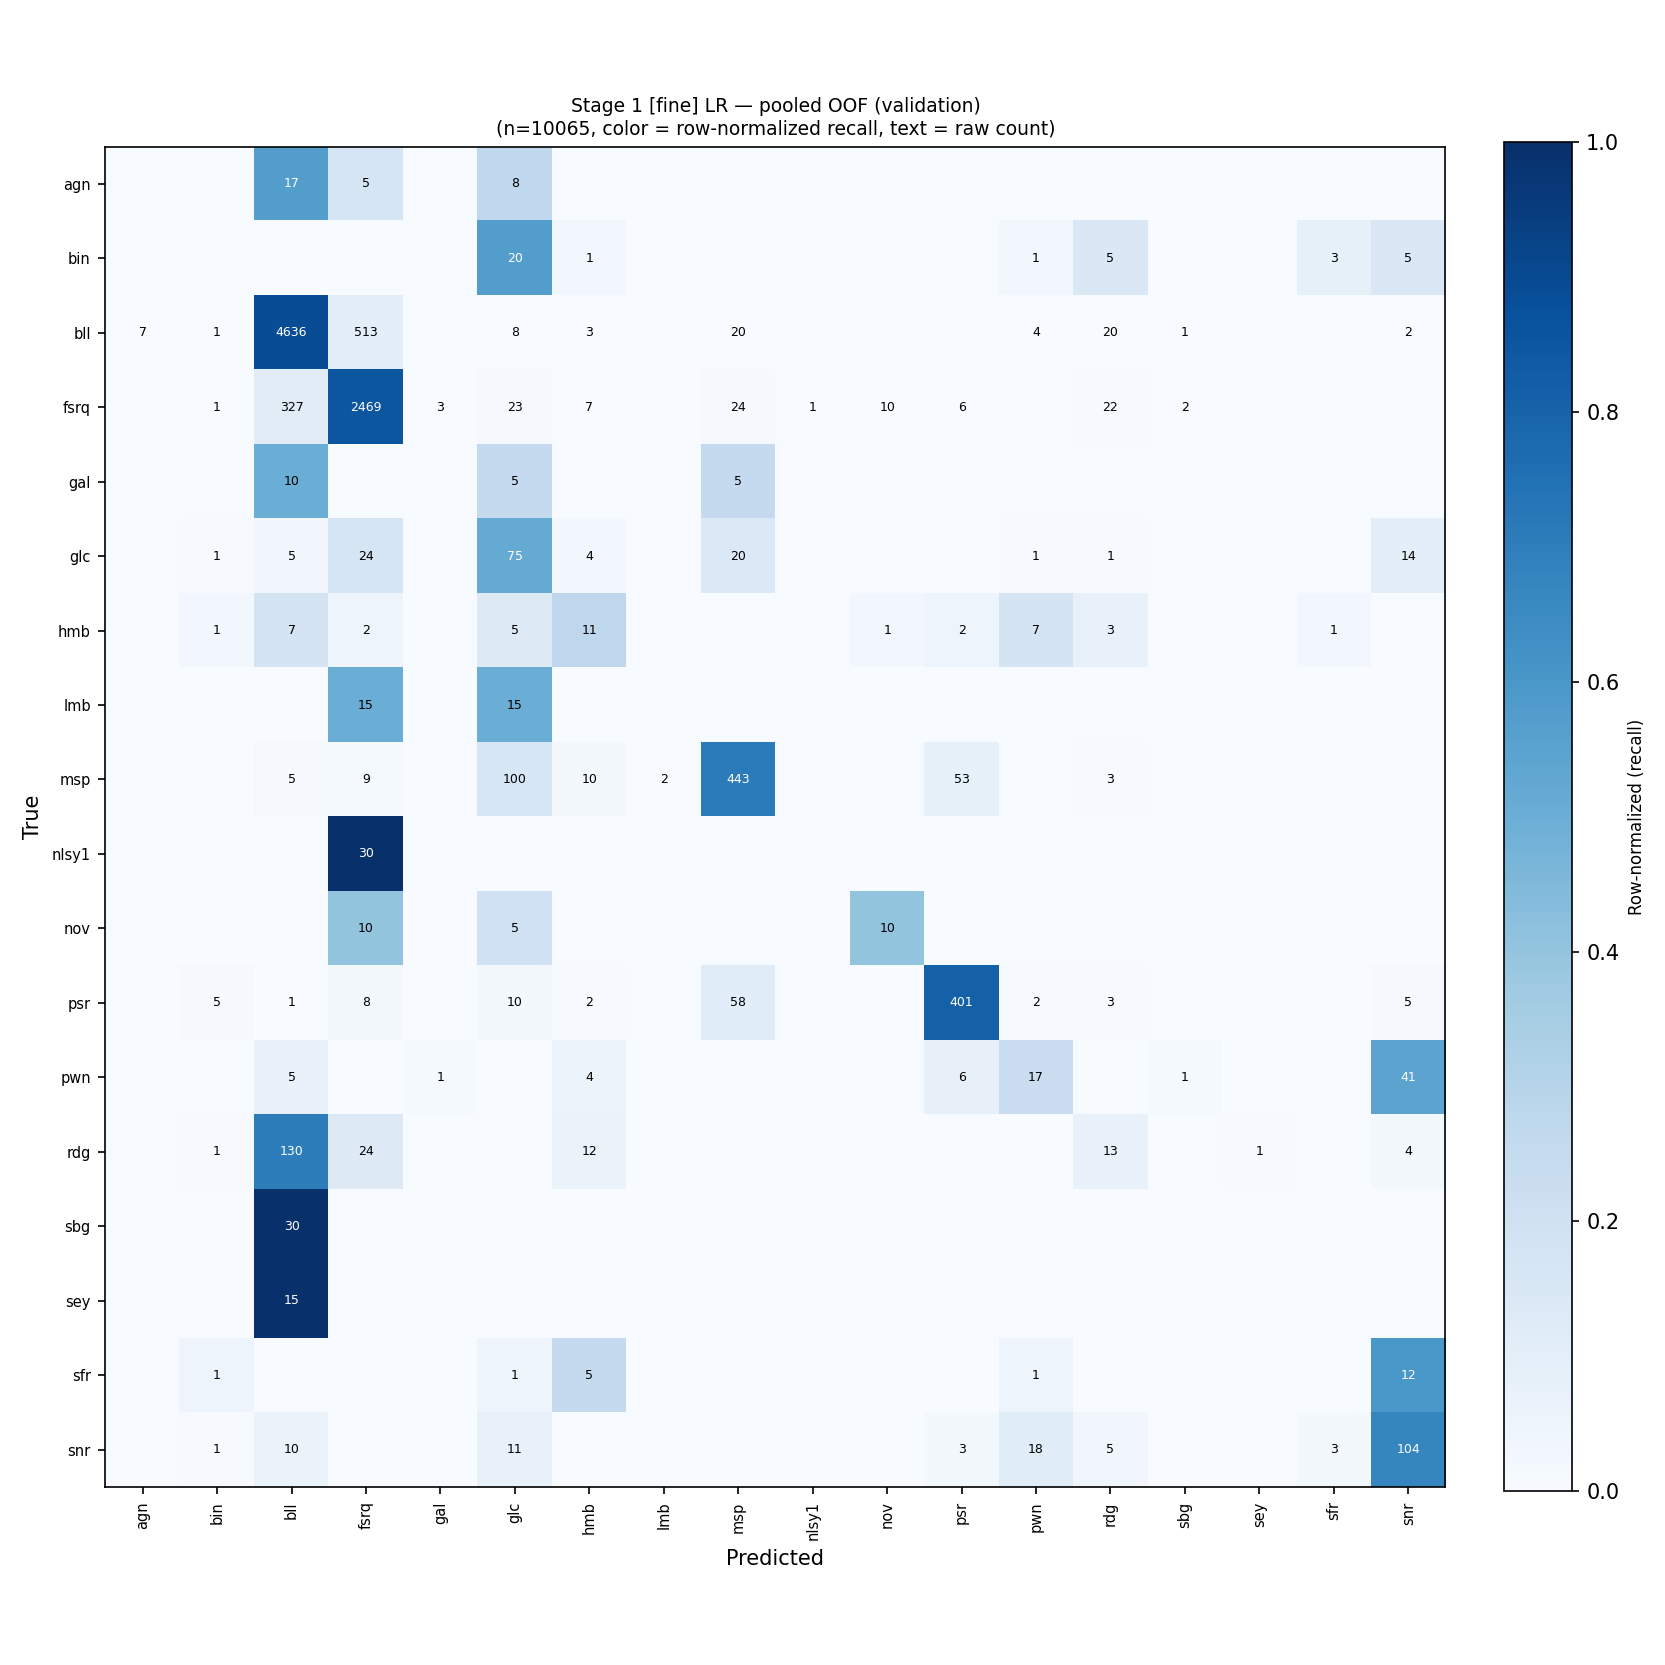 Stage 1 [fine] LR — pooled OOF (validation)
(n=10065, color = row-normalized recall, text = raw count)
agn 17 5 8
bin 20 1 1 5 3 5
bll 7 1 4636 513 8 3 20 4 20 1 2
fsrq 1 327 2469 3 23 7 24 1 10 6 22 2
gal 10 5 5
glc 1 5 24 75 4 20 1 1 14
hmb 1 7 2 5 11 1 2 7 3 1
lmb 15 15
msp 5 9 100 10 2 443 53 3
nlsy1 30
nov 10 5 10
psr 5 1 8 10 2 58 401 2 3 5
pwn 5 1 4 6 17 1 41
rdg 1 130 24 12 13 1 4
sbg 30
sey 15
sfr 1 1 5 1 12
snr 1 10 11 3 18 5 3 104
agn bin bll fsrq gal glc hmb lmb msp nlsy1 nov psr pwn rdg sbg sey sfr snr
Predicted
True
1.0
0.8
0.6
0.4
0.2
0.0
Row-normalized (recall)